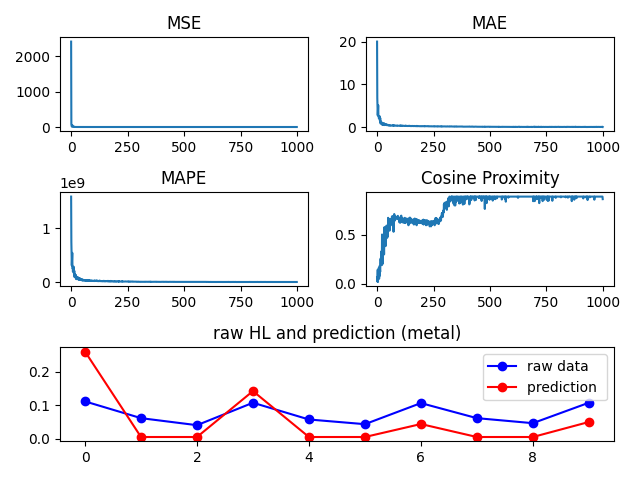 MSE
MAE
2000
1000
0
0 250 500 750 1000
20
10
0
0 250 500 750 1000
MAPE
Cosine Proximity
1e9
1
0
0 250 500 750 1000
0.5
0.0
0 250 500 750 1000
raw HL and prediction (metal)
0.2
0.1
0.0
raw data
prediction
0 2 4 6 8